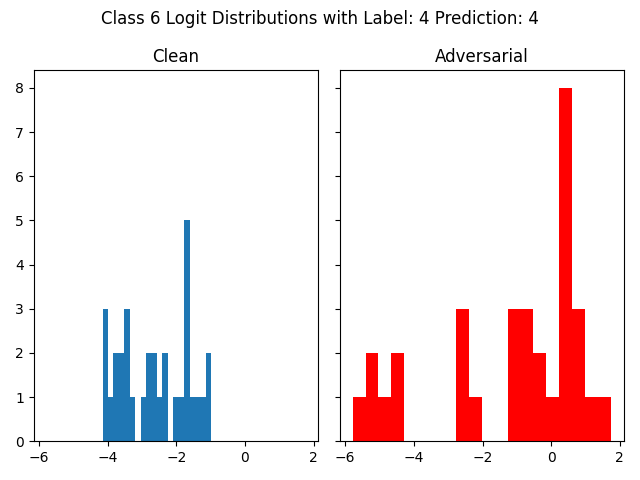 Class 6 Logit Distributions with Label: 4 Prediction: 4
Clean
Adversarial
8
7
6
5
4
3
2
1
0
−6 −4 −2 0 2
−6 −4 −2 0 2